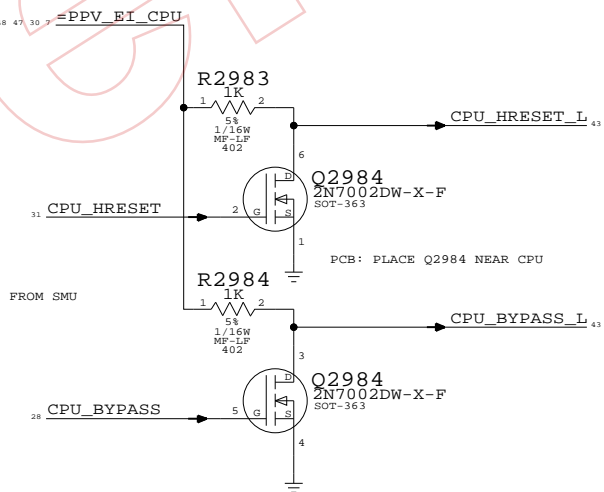 48 47 30 7 =PPV_EI_CPU
R2983
1K
1 2
5%
1/16W
MF-LF
402
CPU_HRESET_L 43
6
D
Q2984
2N7002DW-X-F
SOT-363
31 CPU_HRESET
2 G S
1
PCB: PLACE Q2984 NEAR CPU
FROM SMU
R2984
1K
1 2
5%
1/16W
MF-LF
402
CPU_BYPASS_L 43
3
D
Q2984
2N7002DW-X-F
SOT-363
28 CPU_BYPASS
5 G S
4